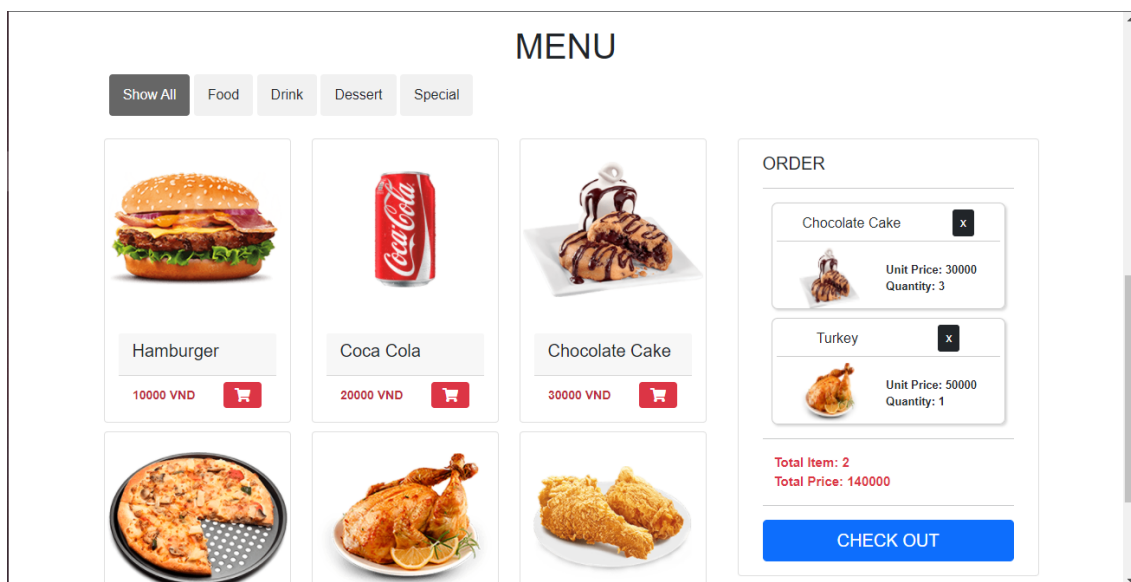 MENU
Show All
Food
Drink
Dessert
Special
Coca-Cola
Hamburger
10000 VND
Coca Cola
20000 VND
Chocolate Cake
30000 VND
ORDER
Chocolate Cake
x
Unit Price: 30000
Quantity: 3
Turkey
x
Unit Price: 50000
Quantity: 1
Total Item: 2
Total Price: 140000
CHECK OUT